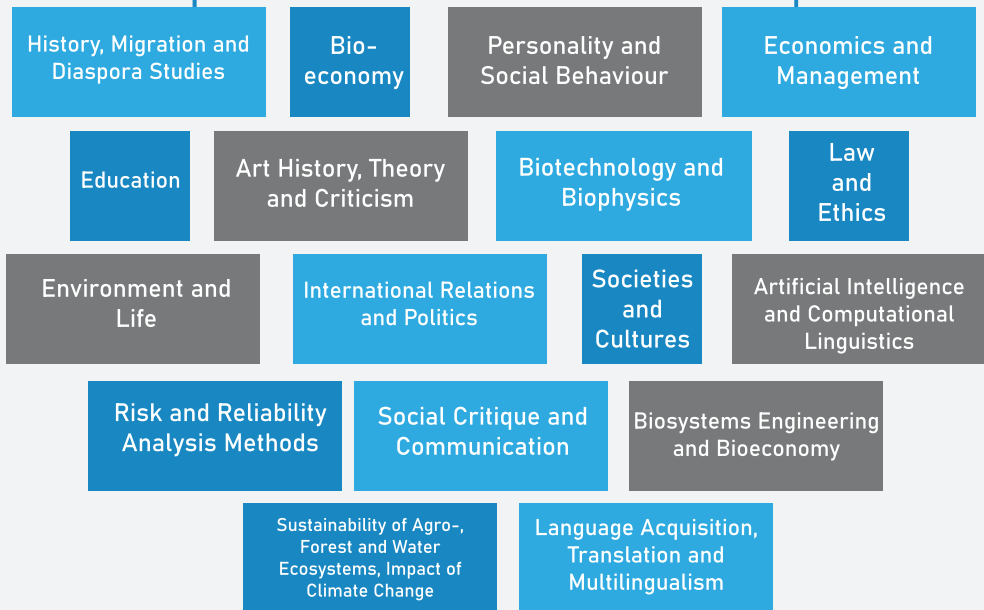 History, Migration and
Diaspora Studies
Bio-
economy
Personality and
Social Behaviour
Economics and
Management
Education
Art History, Theory
and Criticism
Biotechnology and
Biophysics
Law
and
Ethics
Environment and
Life
International Relations
and Politics
Societies
and
Cultures
Artificial Intelligence
and Computational
Linguistics
Risk and Reliability
Analysis Methods
Social Critique and
Communication
Biosystems Engineering
and Bioeconomy
Sustainability of Agro-,
Forest and Water
Ecosystems, Impact of
Climate Change
Language Acquisition,
Translation and
Multilingualism